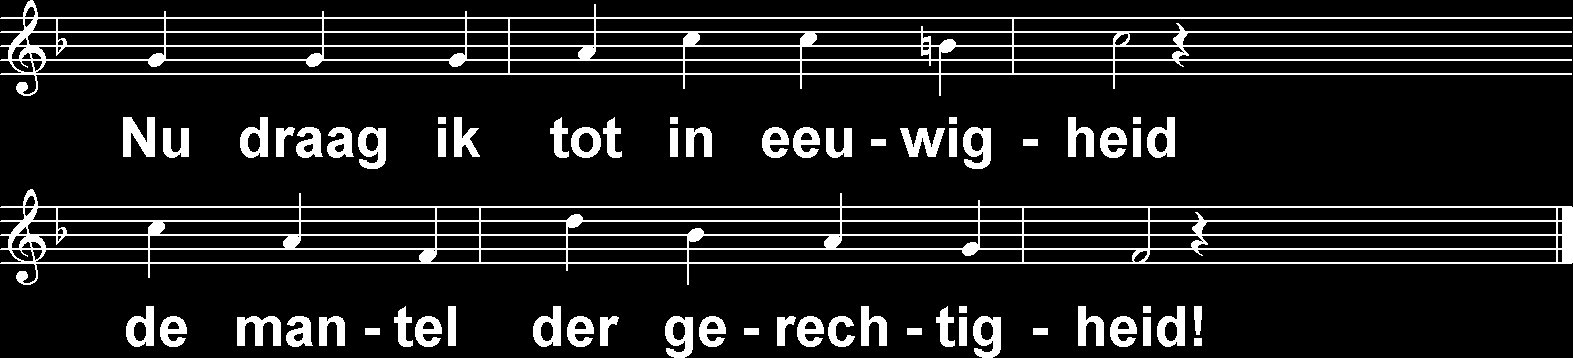 Nu draag ik tot in eeu - wig - heid
de man - tel der ge - rech - tig - heid!